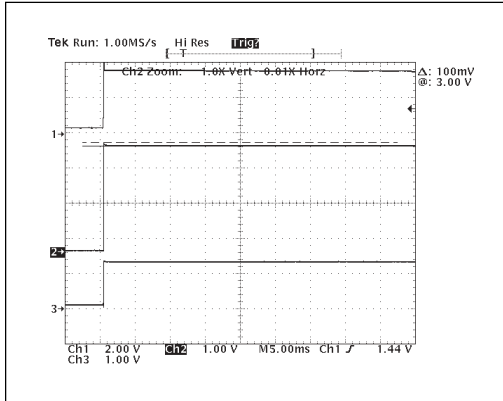 Tek Run: 1.00MS/s Hi Res Trig?
[ T ]
Ch2 Zoom: 1.0X Vert 0.01X Horz
Δ: 100mV
@: 3.00 V
1→
2→
3→
Ch1 2.00 V Ch2 1.00 V M5.00ms Ch1 ∫ 1.44 V
Ch3 1.00 V